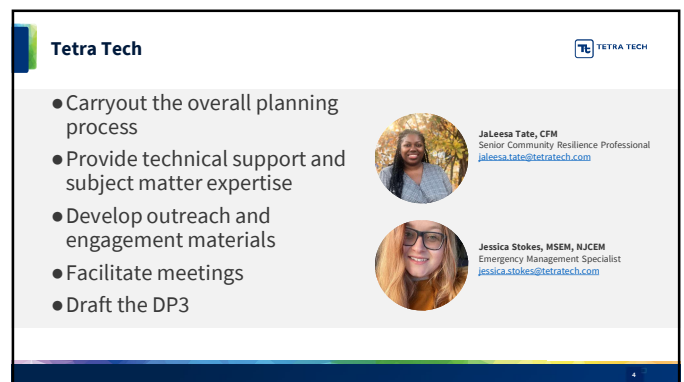 Tetra Tech
TETRA TECH
●Carryout the overall planning
process
●Provide technical support and
subject matter expertise
●Develop outreach and
engagement materials
●Facilitate meetings
●Draft the DP3
JaLeesa Tate, CFM
Senior Community Resilience Professional
jaleesa.tate@tetratech.com
Jessica Stokes, MSEM, NJCEM
Emergency Management Specialist
jessica.stokes@tetratech.com
4